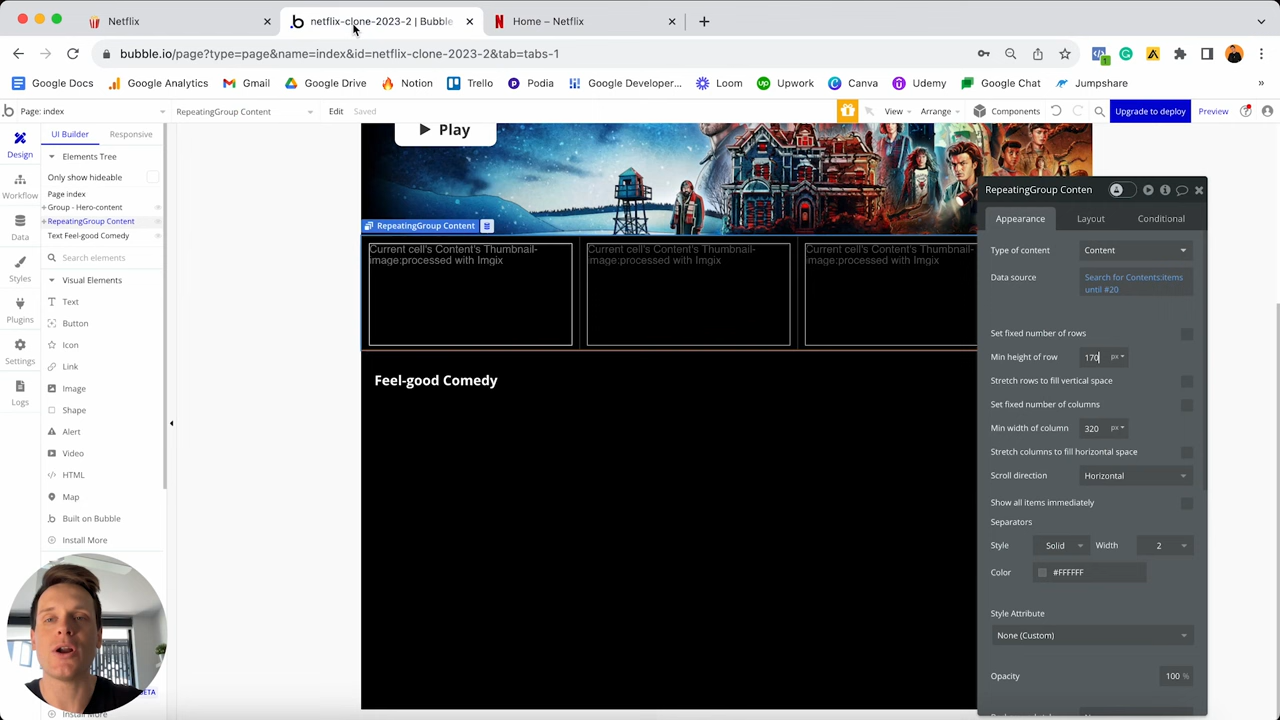 Netflix
netflix-clone-2023-2 | Bubble
Home – Netflix
bubble.io/page?type=page&name=index&id=netflix-clone-2023-2&tab=tabs-1
Google Docs
Google Analytics
Gmail
Google Drive
Notion
Trello
Podia
Google Developer...
Loom
Upwork
Canva
Udemy
Google Chat
Jumpshare
Page: index
RepeatingGroup Content
Edit
Saved
View
Arrange
Components
Upgrade to deploy
Preview
Design
Workflow
Data
Styles
Plugins
Settings
Logs
UI Builder
Responsive
Elements Tree
Only show hideable
Page index
Group - Hero-content
RepeatingGroup Content
Text Feel-good Comedy
Search elements
Visual Elements
Text
Button
Icon
Link
Image
Shape
Alert
Video
HTML
Map
Built on Bubble
Install More
BETA
Install More
Play
RepeatingGroup Content
Current cell's Content's Thumbnail-
image:processed with Imgix
Current cell's Content's Thumbnail-
image:processed with Imgix
Current cell's Content's Thumbnail-
image:processed with Imgix
Feel-good Comedy
RepeatingGroup Conten
Appearance
Layout
Conditional
Type of content
Content
Data source
Search for Contents:items
until #20
Set fixed number of rows
Min height of row
170
px
Stretch rows to fill vertical space
Set fixed number of columns
Min width of column
320
px
Stretch columns to fill horizontal space
Scroll direction
Horizontal
Show all items immediately
Separators
Style
Solid
Width
2
Color
#FFFFFF
Style Attribute
None (Custom)
Opacity
100 %